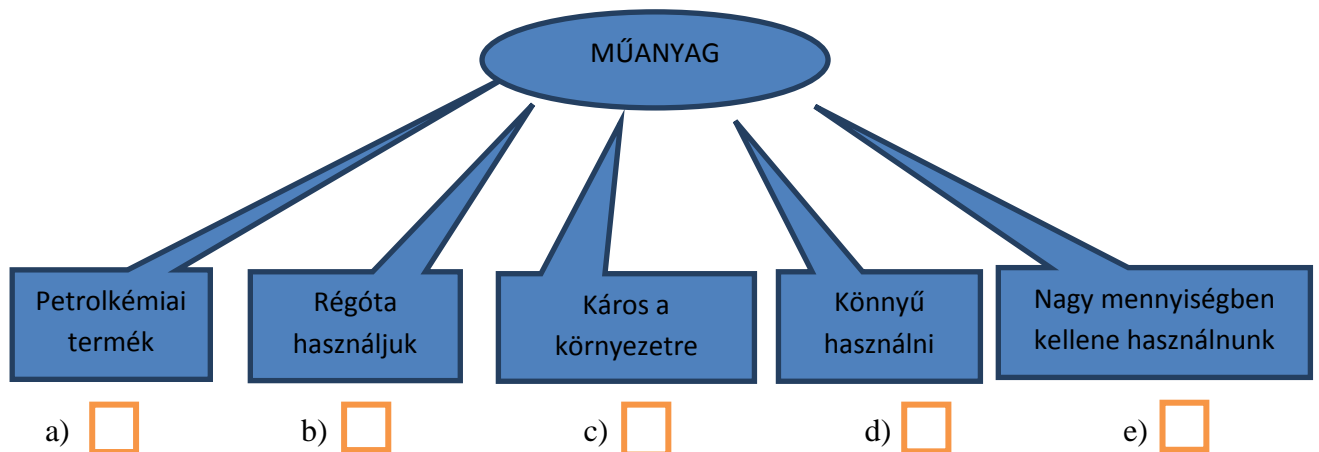 MŰANYAG
Petrolkémiai
termék
Régóta
használjuk
Káros a
környezetre
Könnyű
használni
Nagy mennyiségben
kellene használnunk
a)
b)
c)
d)
e)